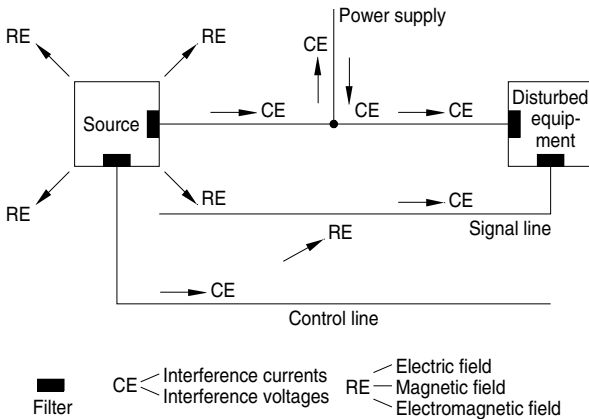 Power supply
RE
RE
CE
Source
CE
CE
CE
Disturbed
equip-
ment
RE
RE
CE
Signal line
RE
CE
Control line
Filter
CE
Interference currents
Interference voltages
RE
Electric field
Magnetic field
Electromagnetic field